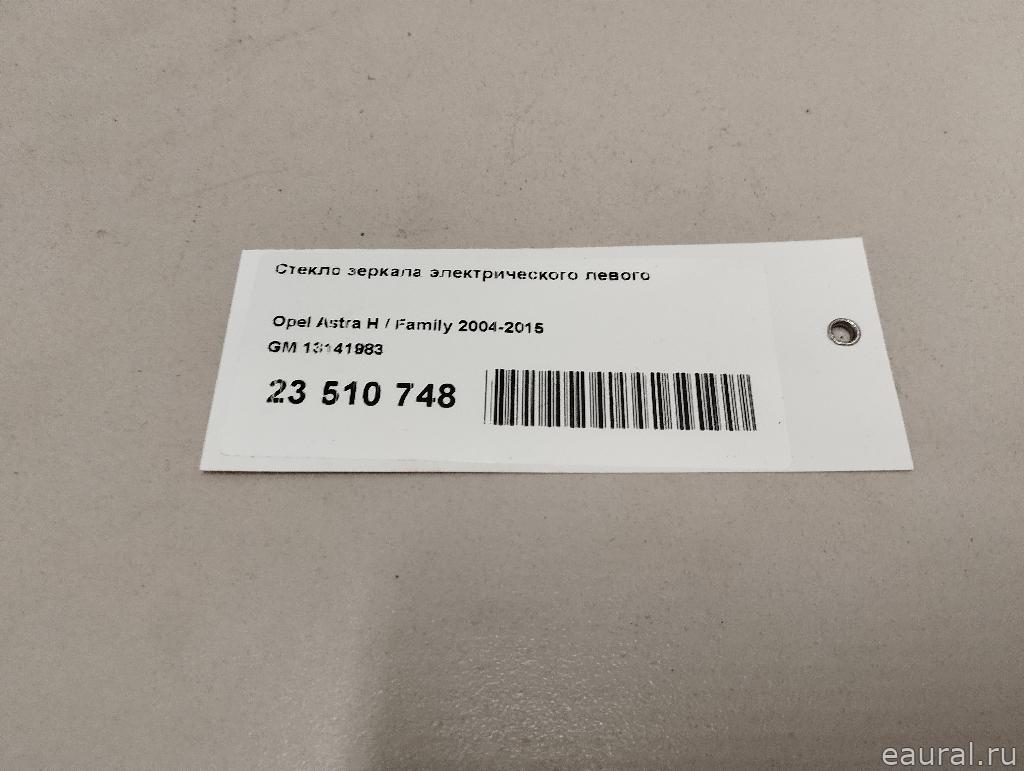 Стекло зеркала электрического левого
Opel Astra H / Family 2004-2015
GM 13141983
23 510 748
eaural.ru